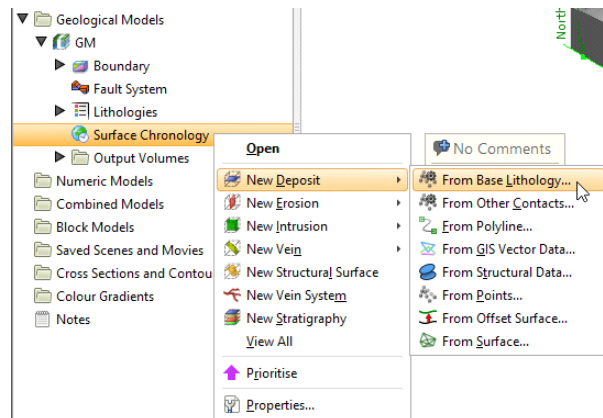 Geological Models
GM
Boundary
Fault System
Lithologies
Surface Chronology
Output Volumes
Numeric Models
Combined Models
Block Models
Saved Scenes and Movies
Cross Sections and Contou
Colour Gradients
Notes
Open
New Deposit
New Erosion
New Intrusion
New Vein
New Structural Surface
New Vein System
New Stratigraphy
View All
Prioritise
Properties...
No Comments
From Base Lithology...
From Other Contacts...
From Polyline...
From GIS Vector Data...
From Structural Data...
From Points...
From Offset Surface...
From Surface...
North